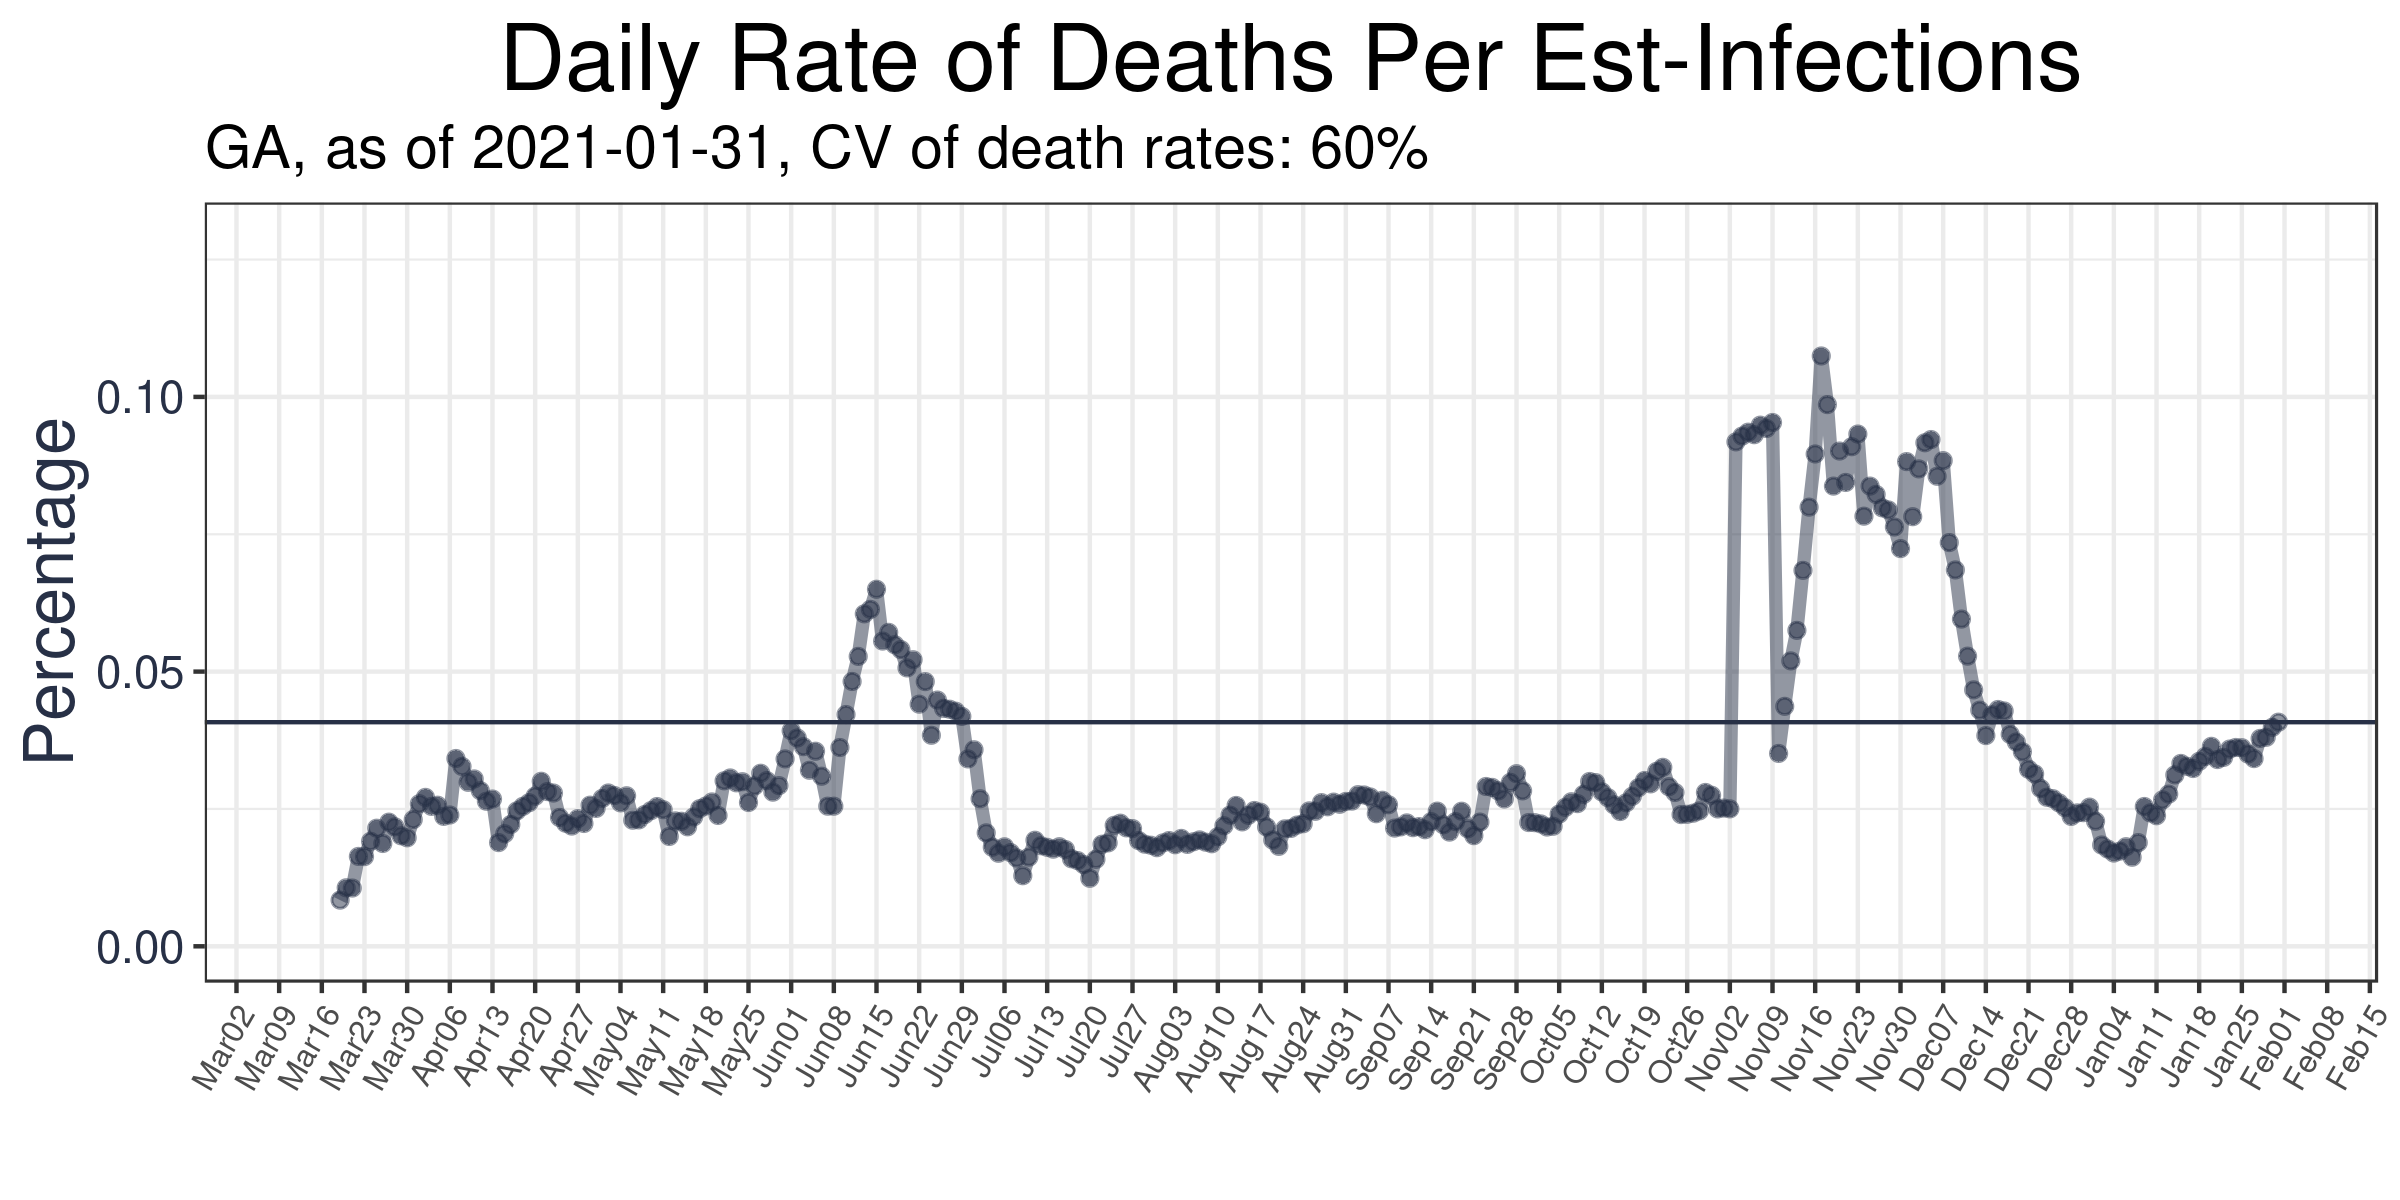 Daily Rate of Deaths Per Est-Infections
GA, as of 2021-01-31, CV of death rates: 60%
Percentage
0.10
0.05
0.00
Mar02 Mar09 Mar16 Mar23 Mar30 Apr06 Apr13 Apr20 Apr27 May04 May11 May18 May25 Jun01 Jun08 Jun15 Jun22 Jun29 Jul06 Jul13 Jul20 Jul27 Aug03 Aug10 Aug17 Aug24 Aug31 Sep07 Sep14 Sep21 Sep28 Oct05 Oct12 Oct19 Oct26 Nov02 Nov09 Nov16 Nov23 Nov30 Dec07 Dec14 Dec21 Dec28 Jan04 Jan11 Jan18 Jan25 Feb01 Feb08 Feb15